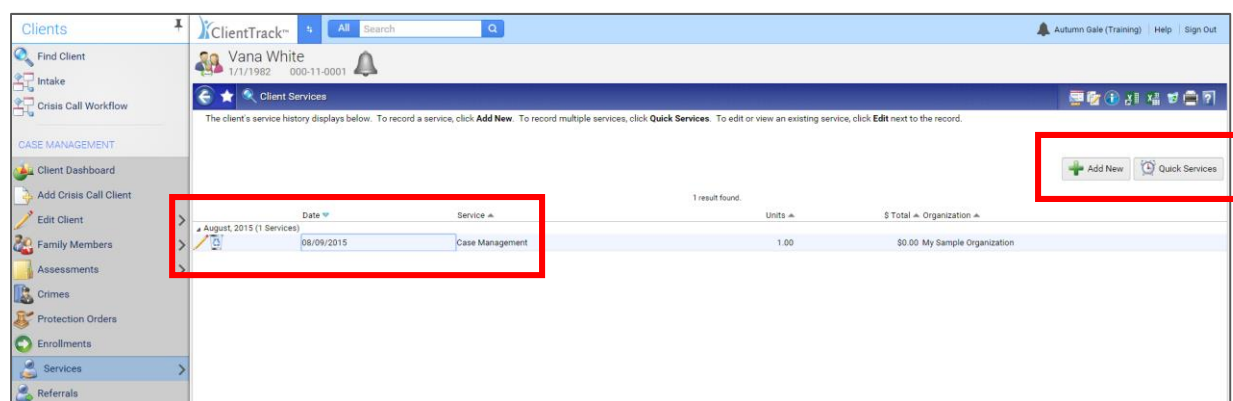 Clients
Find Client
Intake
Crisis Call Workflow
CASE MANAGEMENT
Client Dashboard
Add Crisis Call Client
Edit Client
Family Members
Assessments
Crimes
Protection Orders
Enrollments
Services
Referrals
ClientTrack™ All Search
Autumn Gale (Training) | Help | Sign Out
Vana White
1/1/1982 000-11-0001
Client Services
The client's service history displays below. To record a service, click Add New. To record multiple services, click Quick Services. To edit or view an existing service, click Edit next to the record.
Add New Quick Services
1 result found.
Date Service Units $ Total Organization
August, 2015 (1 Services)
08/09/2015 Case Management 1.00 $0.00 My Sample Organization